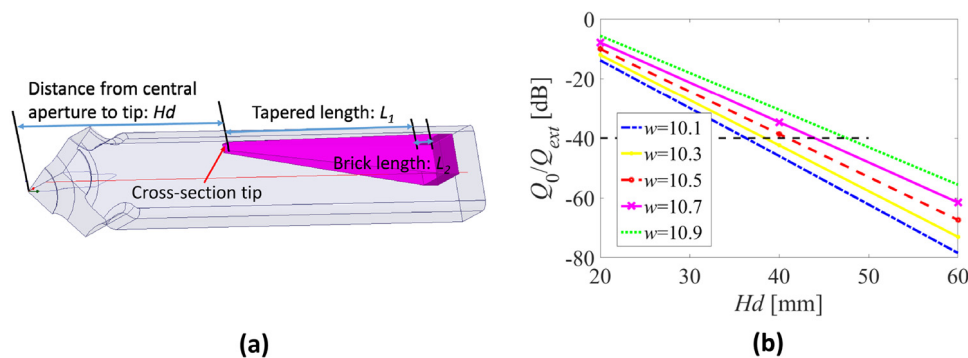 Distance from central
aperture to tip: Hd
Tapered length: L1
Brick length: L2
Cross-section tip
(a)
0
-20
-40
-60
-80
Q0/Qext [dB]
w=10.1
w=10.3
w=10.5
w=10.7
w=10.9
20 30 40 50 60
Hd [mm]
(b)